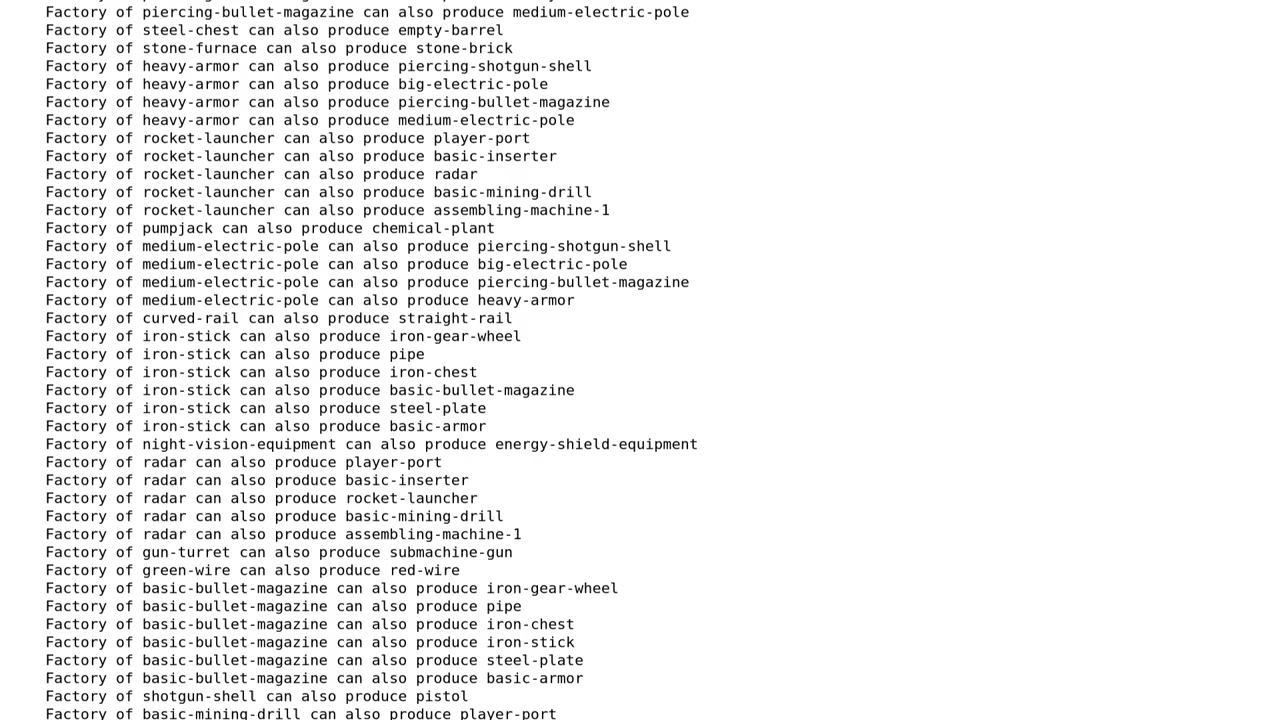 Factory of piercing-bullet-magazine can also produce medium-electric-pole
Factory of steel-chest can also produce empty-barrel
Factory of stone-furnace can also produce stone-brick
Factory of heavy-armor can also produce piercing-shotgun-shell
Factory of heavy-armor can also produce big-electric-pole
Factory of heavy-armor can also produce piercing-bullet-magazine
Factory of heavy-armor can also produce medium-electric-pole
Factory of rocket-launcher can also produce player-port
Factory of rocket-launcher can also produce basic-inserter
Factory of rocket-launcher can also produce radar
Factory of rocket-launcher can also produce basic-mining-drill
Factory of rocket-launcher can also produce assembling-machine-1
Factory of pumpjack can also produce chemical-plant
Factory of medium-electric-pole can also produce piercing-shotgun-shell
Factory of medium-electric-pole can also produce big-electric-pole
Factory of medium-electric-pole can also produce piercing-bullet-magazine
Factory of medium-electric-pole can also produce heavy-armor
Factory of curved-rail can also produce straight-rail
Factory of iron-stick can also produce iron-gear-wheel
Factory of iron-stick can also produce pipe
Factory of iron-stick can also produce iron-chest
Factory of iron-stick can also produce basic-bullet-magazine
Factory of iron-stick can also produce steel-plate
Factory of iron-stick can also produce basic-armor
Factory of night-vision-equipment can also produce energy-shield-equipment
Factory of radar can also produce player-port
Factory of radar can also produce basic-inserter
Factory of radar can also produce rocket-launcher
Factory of radar can also produce basic-mining-drill
Factory of radar can also produce assembling-machine-1
Factory of gun-turret can also produce submachine-gun
Factory of green-wire can also produce red-wire
Factory of basic-bullet-magazine can also produce iron-gear-wheel
Factory of basic-bullet-magazine can also produce pipe
Factory of basic-bullet-magazine can also produce iron-chest
Factory of basic-bullet-magazine can also produce iron-stick
Factory of basic-bullet-magazine can also produce steel-plate
Factory of basic-bullet-magazine can also produce basic-armor
Factory of shotgun-shell can also produce pistol
Factory of basic-mining-drill can also produce player-port